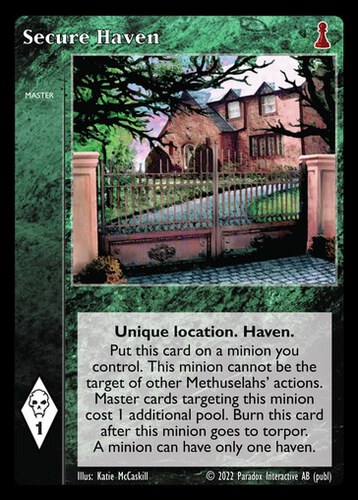 Secure Haven
MASTER
Unique location. Haven.
Put this card on a minion you
control. This minion cannot be the
target of other Methuselahs' actions.
Master cards targeting this minion
cost 1 additional pool. Burn this card
after this minion goes to torpor.
A minion can have only one haven.
1
Illus: Katie McCaskill
© 2022 Paradox Interactive AB (publ)